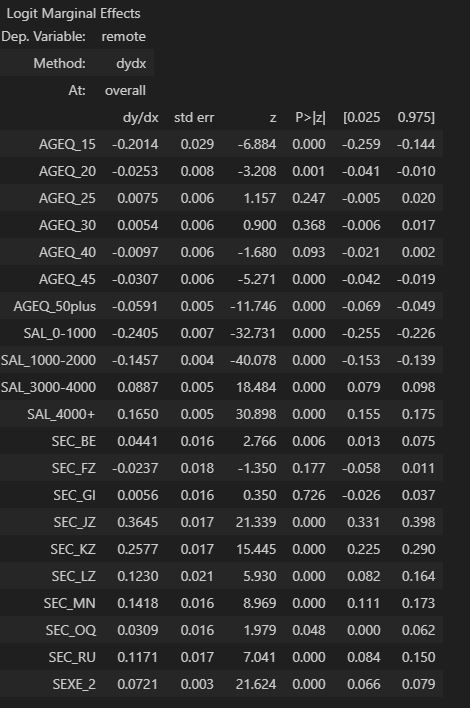 Logit Marginal Effects
Dep. Variable: remote
Method: dydx
At: overall
dy/dx std err z P>|z| [0.025 0.975]
AGEQ_15 -0.2014 0.029 -6.884 0.000 -0.259 -0.144
AGEQ_20 -0.0253 0.008 -3.208 0.001 -0.041 -0.010
AGEQ_25 0.0075 0.006 1.157 0.247 -0.005 0.020
AGEQ_30 0.0054 0.006 0.900 0.368 -0.006 0.017
AGEQ_40 -0.0097 0.006 -1.680 0.093 -0.021 0.002
AGEQ_45 -0.0307 0.006 -5.271 0.000 -0.042 -0.019
AGEQ_50plus -0.0591 0.005 -11.746 0.000 -0.069 -0.049
SAL_0-1000 -0.2405 0.007 -32.731 0.000 -0.255 -0.226
SAL_1000-2000 -0.1457 0.004 -40.078 0.000 -0.153 -0.139
SAL_3000-4000 0.0887 0.005 18.484 0.000 0.079 0.098
SAL_4000+ 0.1650 0.005 30.898 0.000 0.155 0.175
SEC_BE 0.0441 0.016 2.766 0.006 0.013 0.075
SEC_FZ -0.0237 0.018 -1.350 0.177 -0.058 0.011
SEC_GI 0.0056 0.016 0.350 0.726 -0.026 0.037
SEC_JZ 0.3645 0.017 21.339 0.000 0.331 0.398
SEC_KZ 0.2577 0.017 15.445 0.000 0.225 0.290
SEC_LZ 0.1230 0.021 5.930 0.000 0.082 0.164
SEC_MN 0.1418 0.016 8.969 0.000 0.111 0.173
SEC_OQ 0.0309 0.016 1.979 0.048 0.000 0.062
SEC_RU 0.1171 0.017 7.041 0.000 0.084 0.150
SEXE_2 0.0721 0.003 21.624 0.000 0.066 0.079